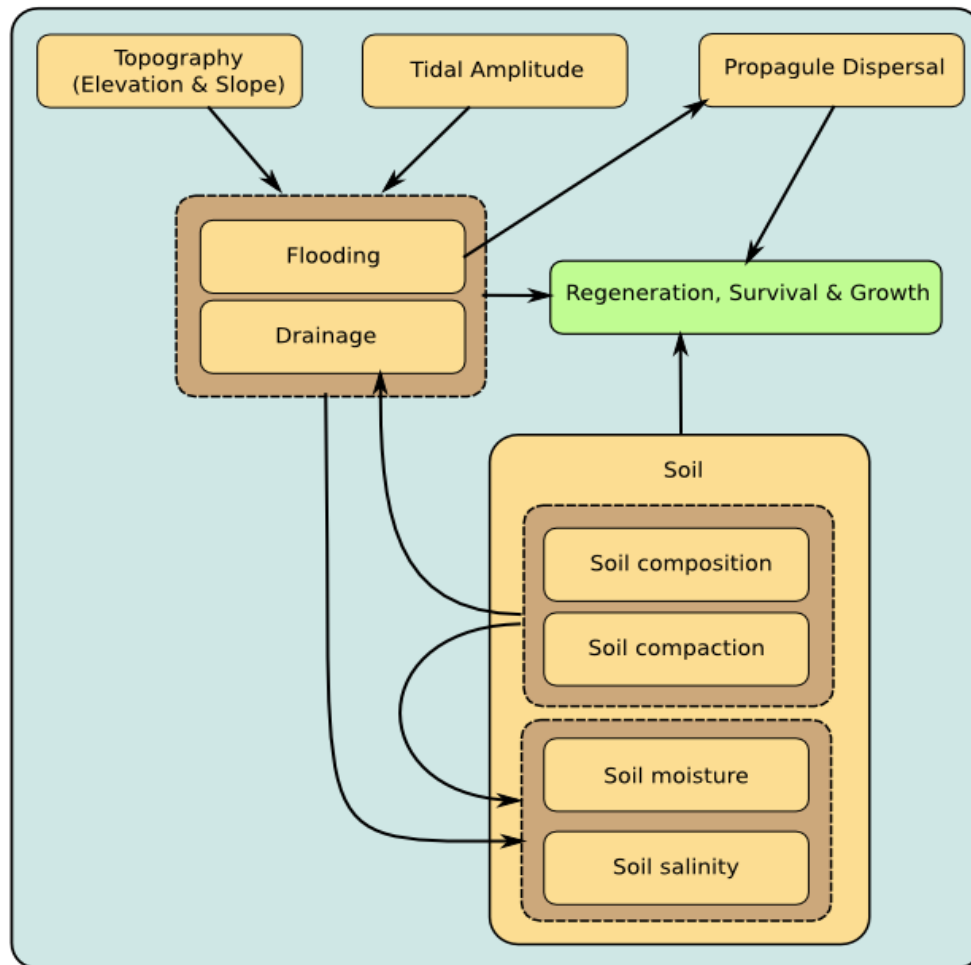 Topography
(Elevation & Slope)
Tidal Amplitude
Propagule Dispersal
Flooding
Drainage
Regeneration, Survival & Growth
Soil
Soil composition
Soil compaction
Soil moisture
Soil salinity